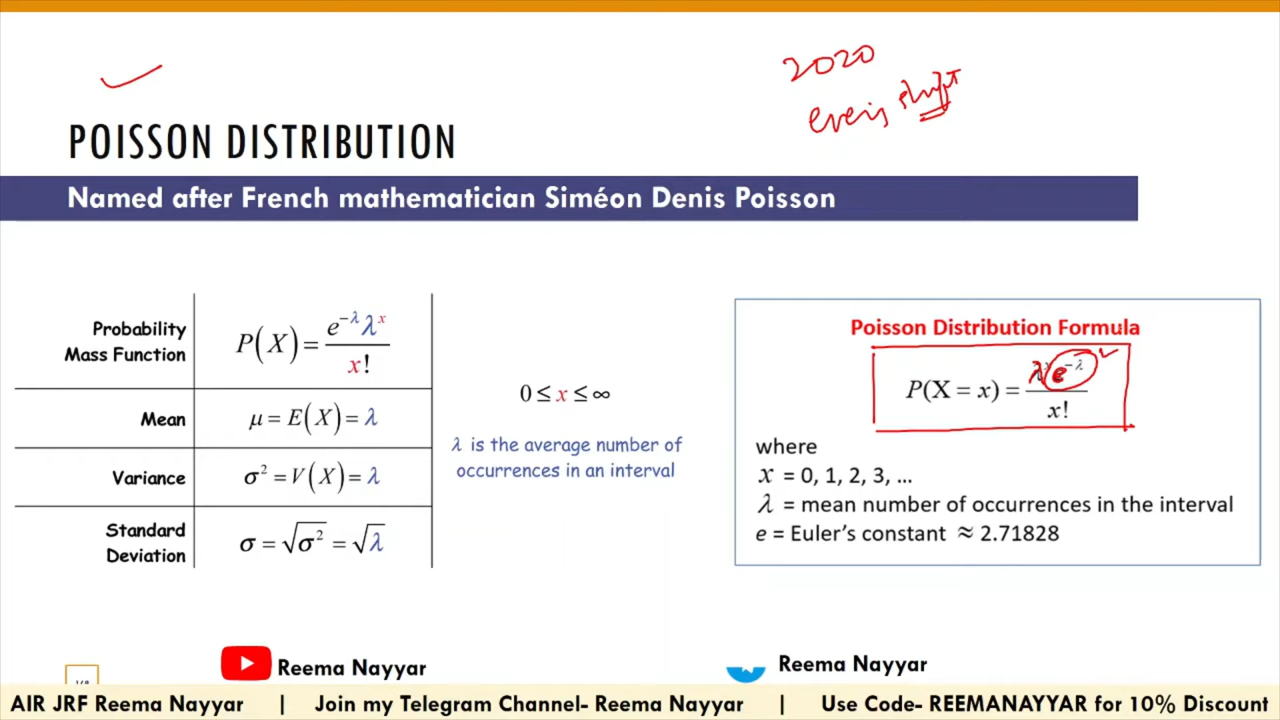 2020
shift
POISSON DISTRIBUTION
Named after French mathematician Siméon Denis Poisson
Probability Mass Function P(X) = e^{-λ} λ^x / x!
Mean μ = E(X) = λ
Variance σ² = V(X) = λ
Standard Deviation σ = √σ² = √λ
0 ≤ x ≤ ∞
λ is the average number of
occurrences in an interval
Poisson Distribution Formula
P(X = x) = λ e^{-λ} / x!
where
x = 0, 1, 2, 3, ...
λ = mean number of occurrences in the interval
e = Euler's constant ≈ 2.71828
Reema Nayyar
Reema Nayyar
AIR JRF Reema Nayyar | Join my Telegram Channel- Reema Nayyar | Use Code- REEMANAYYAR for 10% Discount